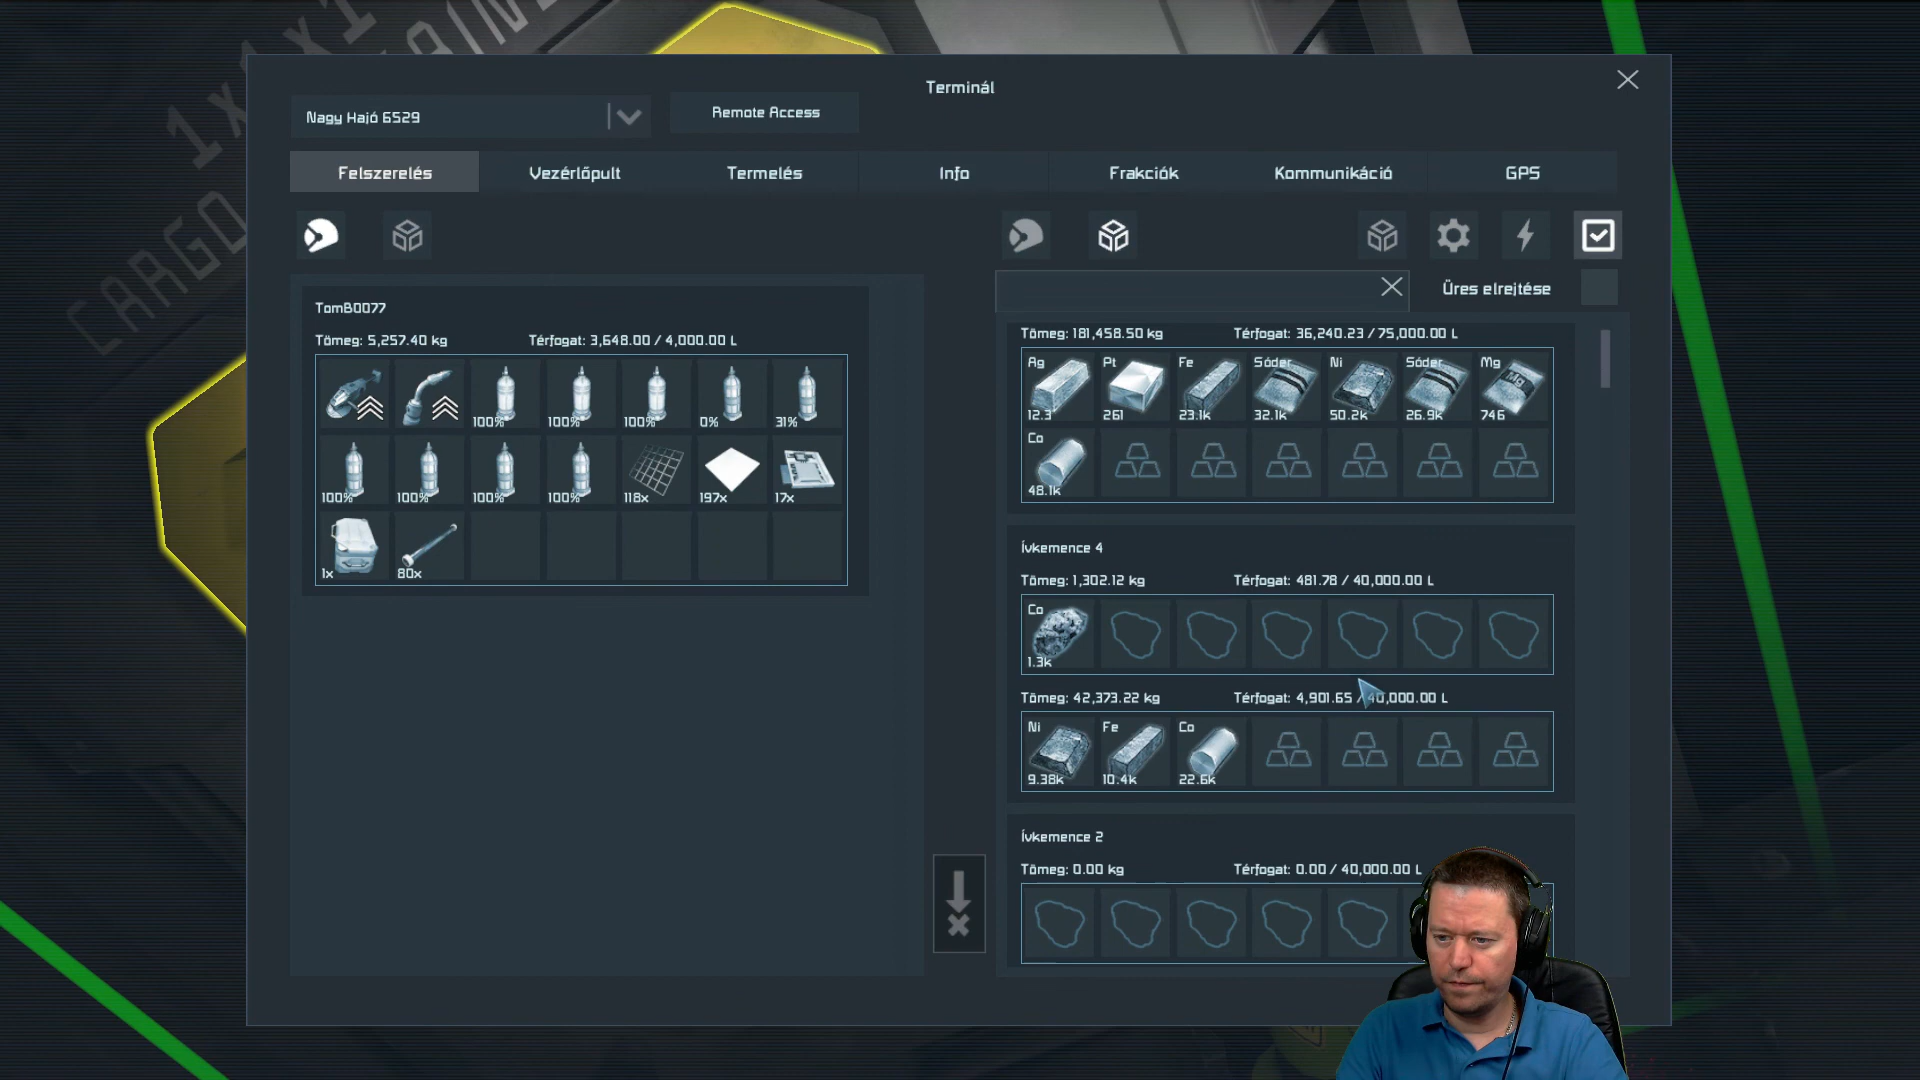 1x1x1
CARGO
Terminál
Nagy Hajó 6529
Remote Access
Felszerelés
Vezérlőpult
Termelés
Info
Frakciók
Kommunikáció
GPS
Üres elrejtése
TomB0077
Tömeg: 5,257.40 kg
Térfogat: 3,648.00 / 4,000.00 L
100%
100%
100%
0%
31%
100%
100%
100%
100%
118x
197x
17x
1x
80x
Tömeg: 181,458.50 kg
Térfogat: 36,240.23 / 75,000.00 L
Ag
Pt
Fe
Sóder
Ni
Sóder
Mg
Mg
12.3
261
23.1k
32.1k
50.2k
26.9k
746
Co
48.1k
Ívkemence 4
Tömeg: 1,302.12 kg
Térfogat: 481.78 / 40,000.00 L
Co
1.3k
Tömeg: 42,373.22 kg
Térfogat: 4,901.65 / 40,000.00 L
Ni
Fe
Co
9.38k
10.4k
22.6k
Ívkemence 2
Tömeg: 0.00 kg
Térfogat: 0.00 / 40,000.00 L